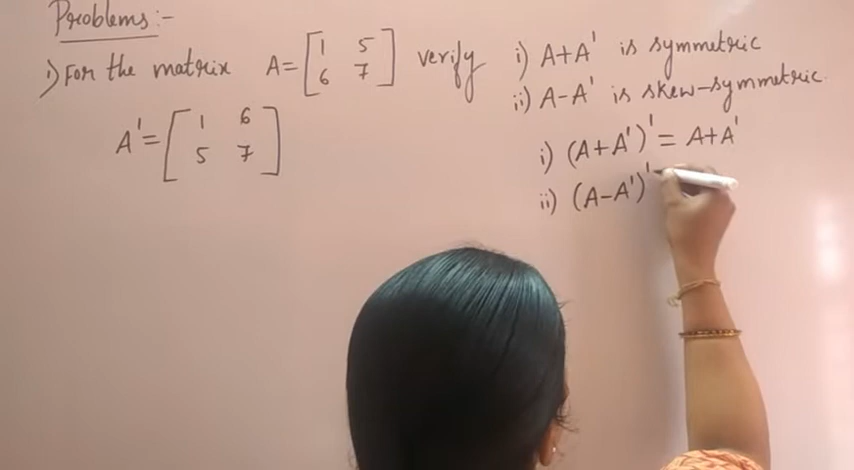 Problems:-
1) For the matrix A = [1 5 6 7] verify i) A+A' is symmetric
ii) A-A' is skew-symmetric.
A' = [1 6 5 7]
i) (A+A')' = A+A'
ii) (A-A')'